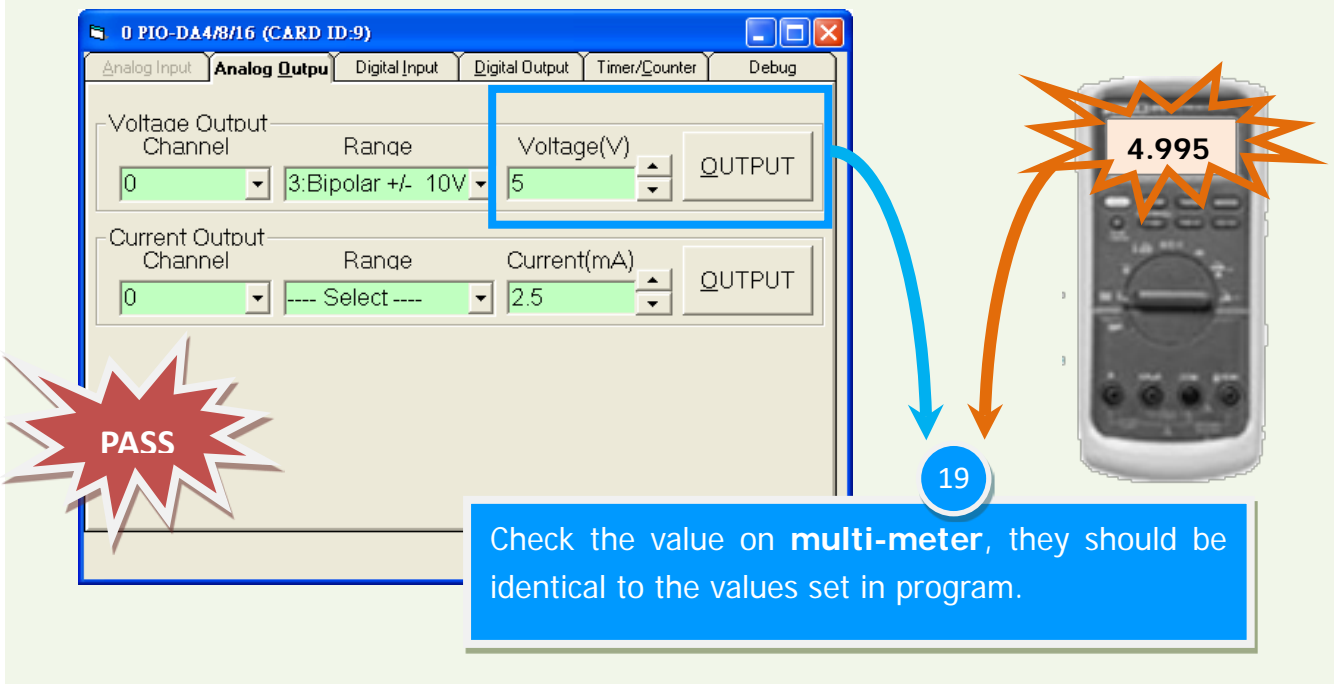 0 PIO-DA4/8/16 (CARD ID:9)
Analog Input Analog Outpu Digital Input Digital Output Timer/Counter Debug
Voltage Output
Channel Range Voltage(V)
0 3:Bipolar +/- 10V 5 OUTPUT
Current Output
Channel Range Current(mA)
0 ---- Select ---- 2.5 OUTPUT
PASS
4.995
19
Check the value on multi-meter, they should be
identical to the values set in program.